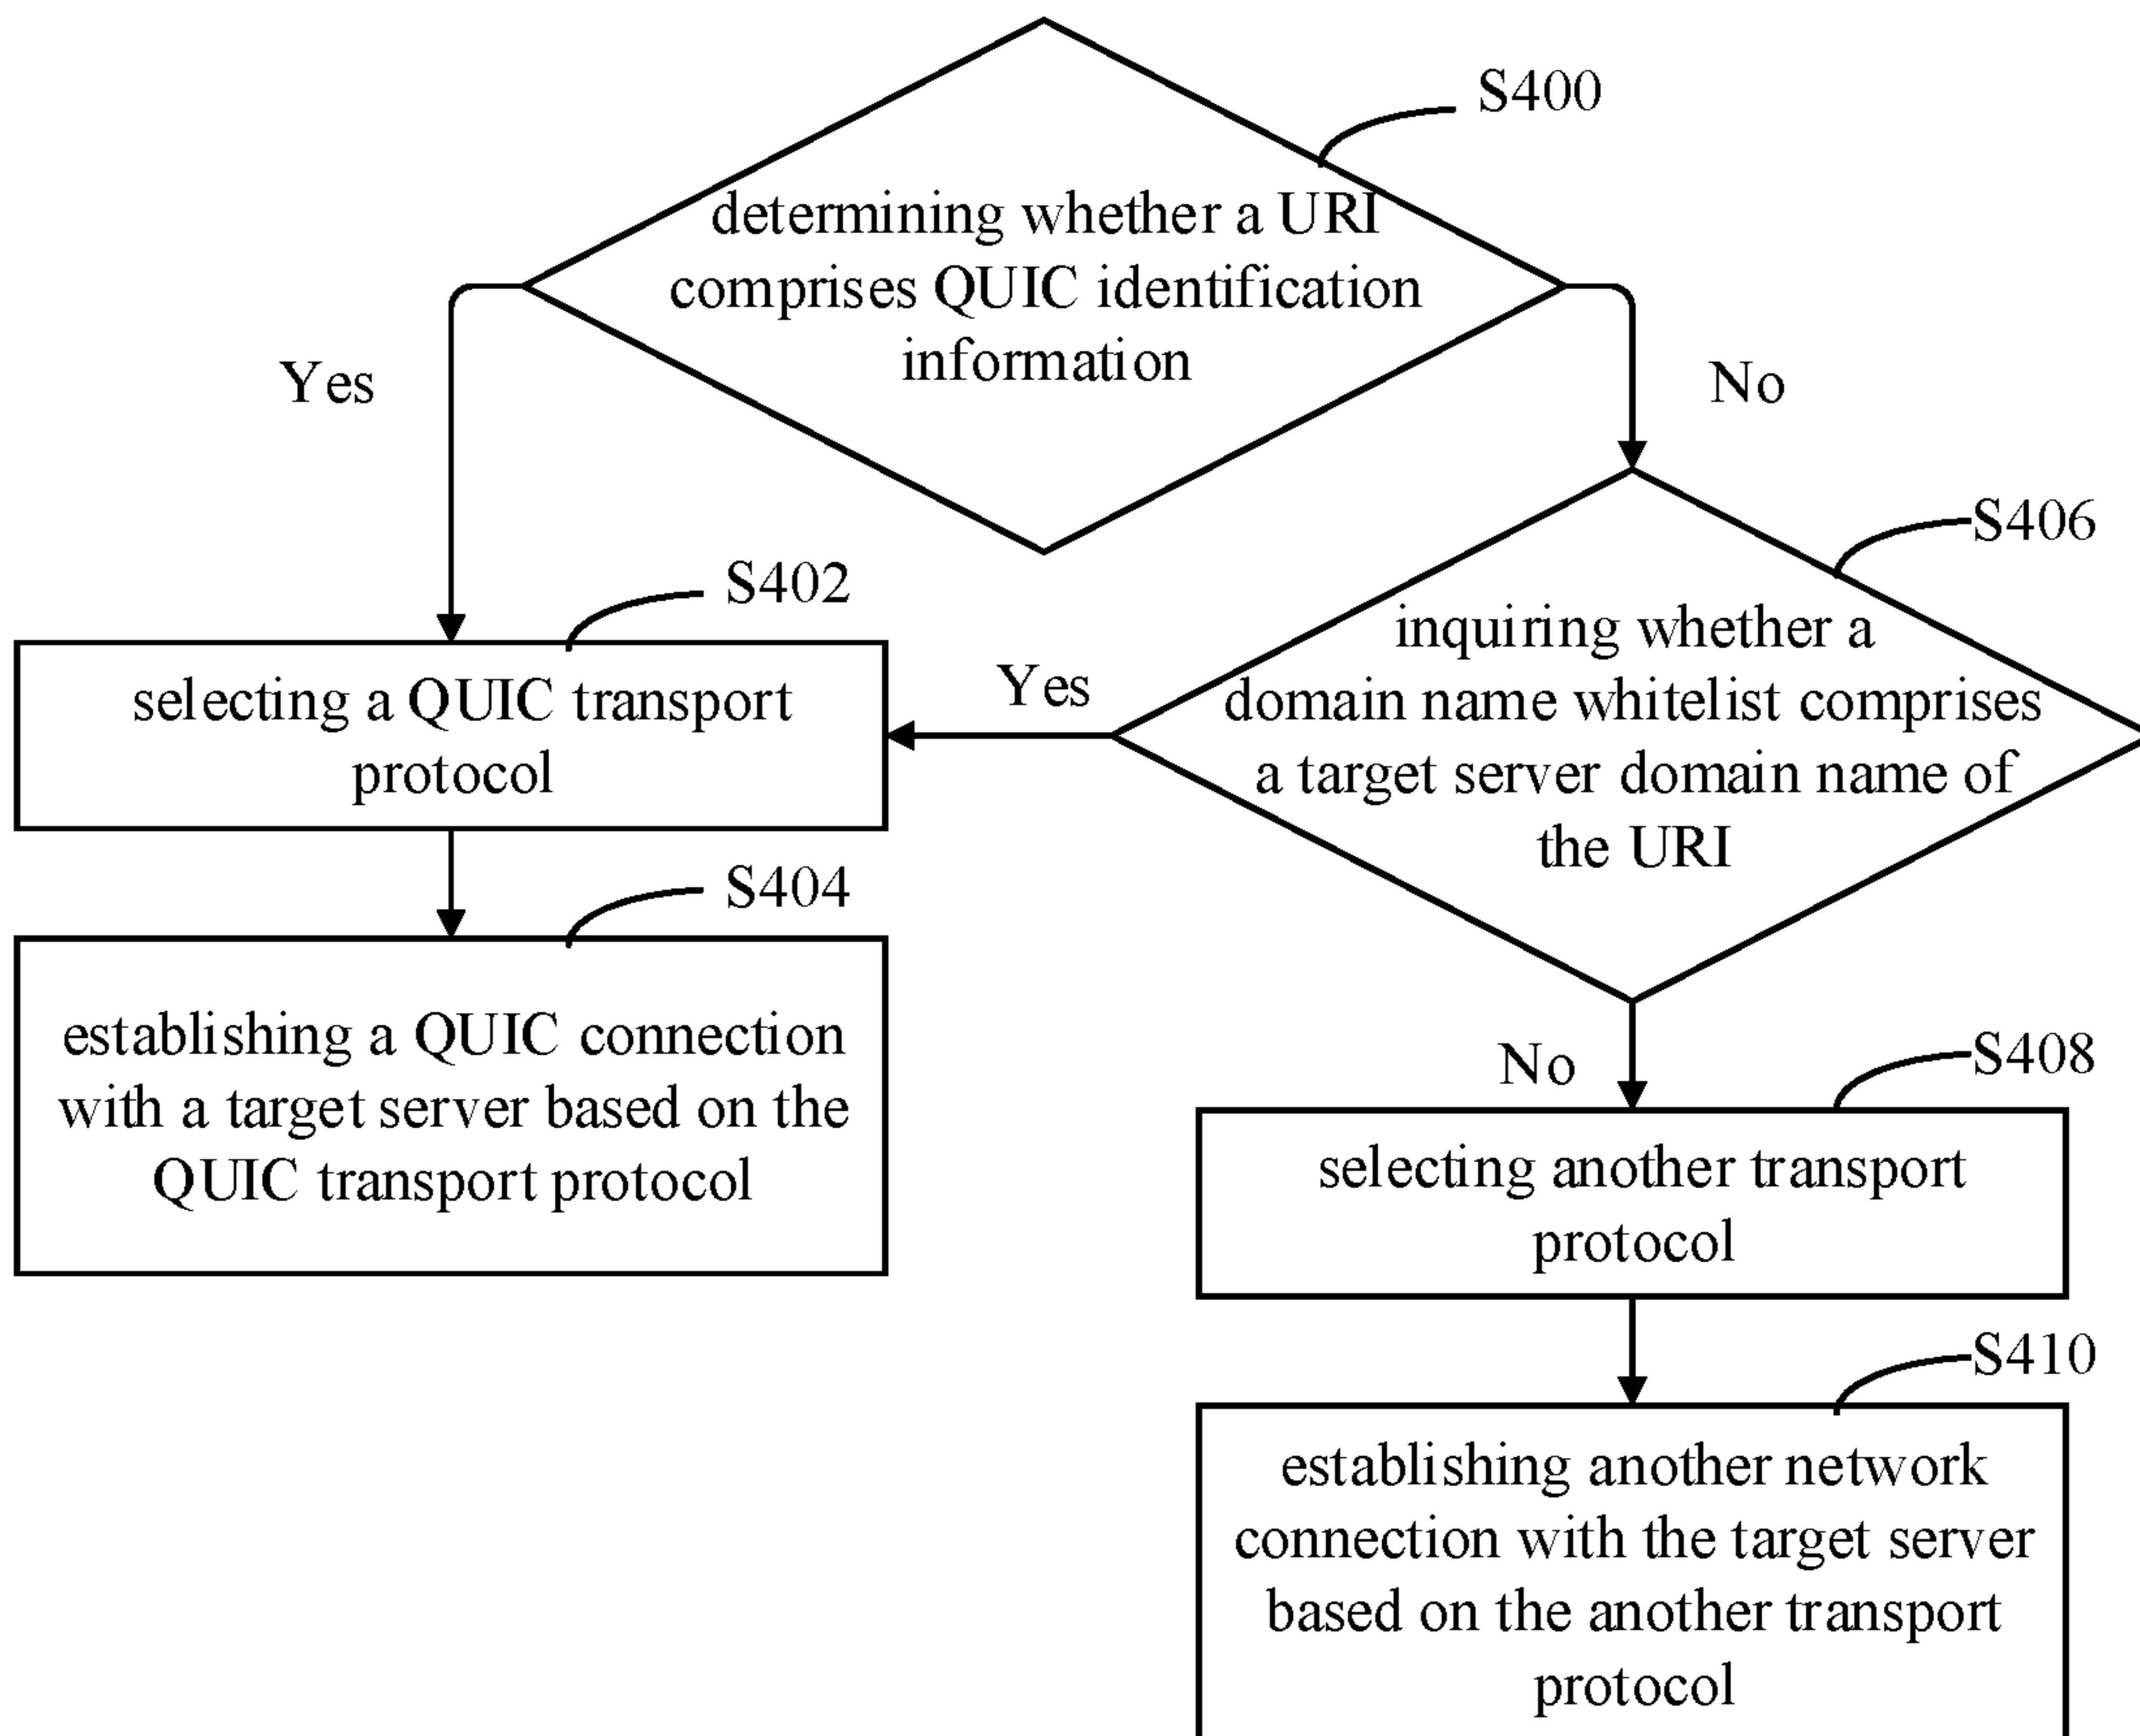 S400
determining whether a URI
comprises QUIC identification
information
Yes
No
S406
inquiring whether a
domain name whitelist comprises
a target server domain name of
the URI
Yes
S402
selecting a QUIC transport
protocol
S404
establishing a QUIC connection
with a target server based on the
QUIC transport protocol
No
S408
selecting another transport
protocol
S410
establishing another network
connection with the target server
based on the another transport
protocol